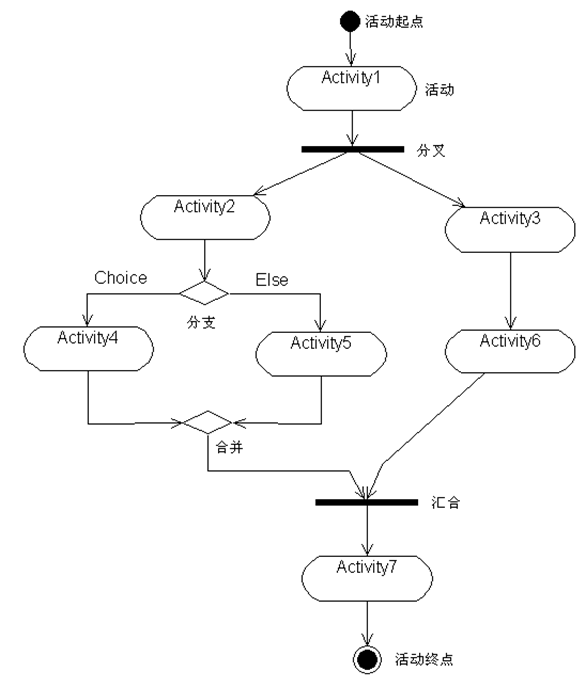 活动起点
Activity1
活动
分叉
Activity2
Activity3
Choice
Else
分支
Activity4
Activity5
Activity6
合并
汇合
Activity7
活动终点